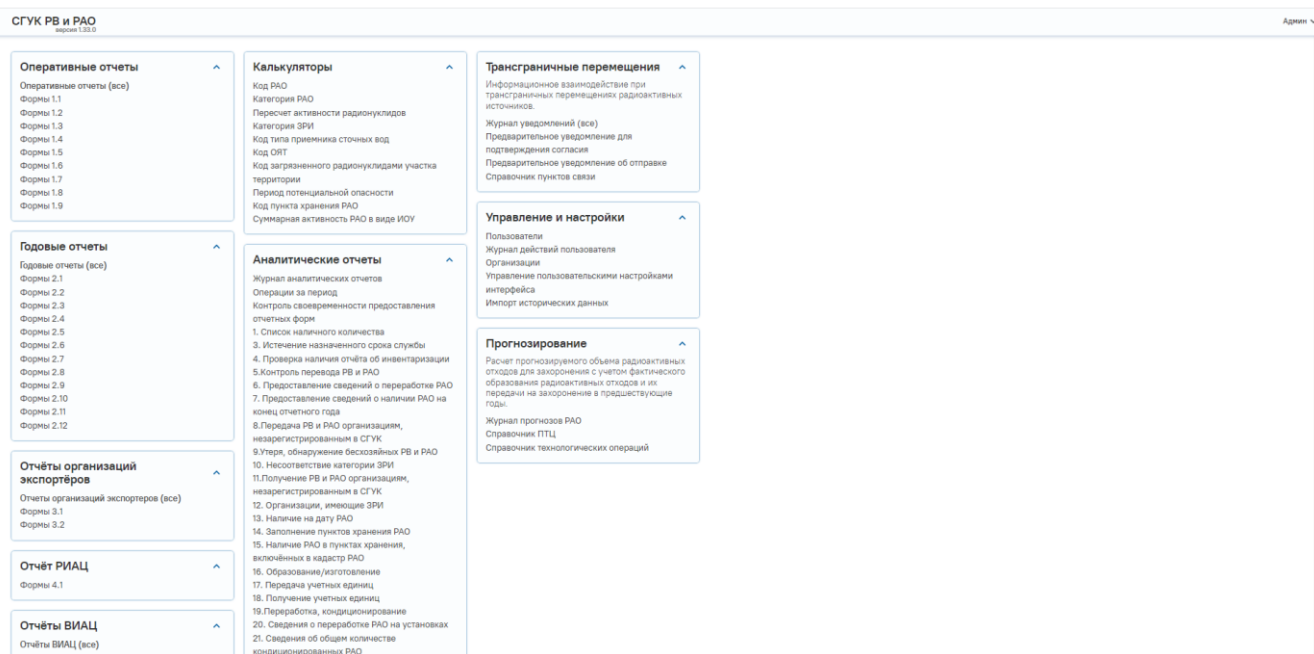 СГУК РВ и РАО
версия 1.33.0
Админ
Оперативные отчеты
Оперативные отчеты (все)
Формы 1.1
Формы 1.2
Формы 1.3
Формы 1.4
Формы 1.5
Формы 1.6
Формы 1.7
Формы 1.8
Формы 1.9
Годовые отчеты
Годовые отчеты (все)
Формы 2.1
Формы 2.2
Формы 2.3
Формы 2.4
Формы 2.5
Формы 2.6
Формы 2.7
Формы 2.8
Формы 2.9
Формы 2.10
Формы 2.11
Формы 2.12
Отчёты организаций
экспортёров
Отчеты организаций экспортеров (все)
Формы 3.1
Формы 3.2
Отчёт РИАЦ
Формы 4.1
Отчёты ВИАЦ
Отчёты ВИАЦ (все)
Калькуляторы
Код РАО
Категория РАО
Пересчет активности радионуклидов
Категория ЗРИ
Код типа приемника сточных вод
Код ОЯТ
Код загрязненного радионуклидами участка
территории
Период потенциальной опасности
Код пункта хранения РАО
Суммарная активность РАО в виде ИОУ
Аналитические отчеты
Журнал аналитических отчетов
Операции за период
Контроль своевременности предоставления
отчетных форм
1. Список наличного количества
3. Истечение назначенного срока службы
4. Проверка наличия отчёта об инвентаризации
5.Контроль перевода РВ и РАО
6. Предоставление сведений о переработке РАО
7. Предоставление сведений о наличии РАО на
конец отчетного года
8.Передача РВ и РАО организациям,
незарегистрированным в СГУК
9.Утеря, обнаружение бесхозяйных РВ и РАО
10. Несоответствие категории ЗРИ
11.Получение РВ и РАО организациям,
незарегистрированным в СГУК
12. Организации, имеющие ЗРИ
13. Наличие на дату РАО
14. Заполнение пунктов хранения РАО
15. Наличие РАО в пунктах хранения,
включённых в кадастр РАО
16. Образование/изготовление
17. Передача учетных единиц
18. Получение учетных единиц
19.Переработка, кондиционирование
20. Сведения о переработке РАО на установках
21. Сведения об общем количестве
кондиционированных РАО
Трансграничные перемещения
Информационное взаимодействие при
трансграничных перемещениях радиоактивных
источников.
Журнал уведомлений (все)
Предварительное уведомление для
подтверждения согласия
Предварительное уведомление об отправке
Справочник пунктов связи
Управление и настройки
Пользователи
Журнал действий пользователя
Организации
Управление пользовательскими настройками
интерфейса
Импорт исторических данных
Прогнозирование
Расчет прогнозируемого объема радиоактивных
отходов для захоронения с учетом фактического
образования радиоактивных отходов и их
передачи на захоронение в предшествующие
годы.
Журнал прогнозов РАО
Справочник ПТЦ
Справочник технологических операций